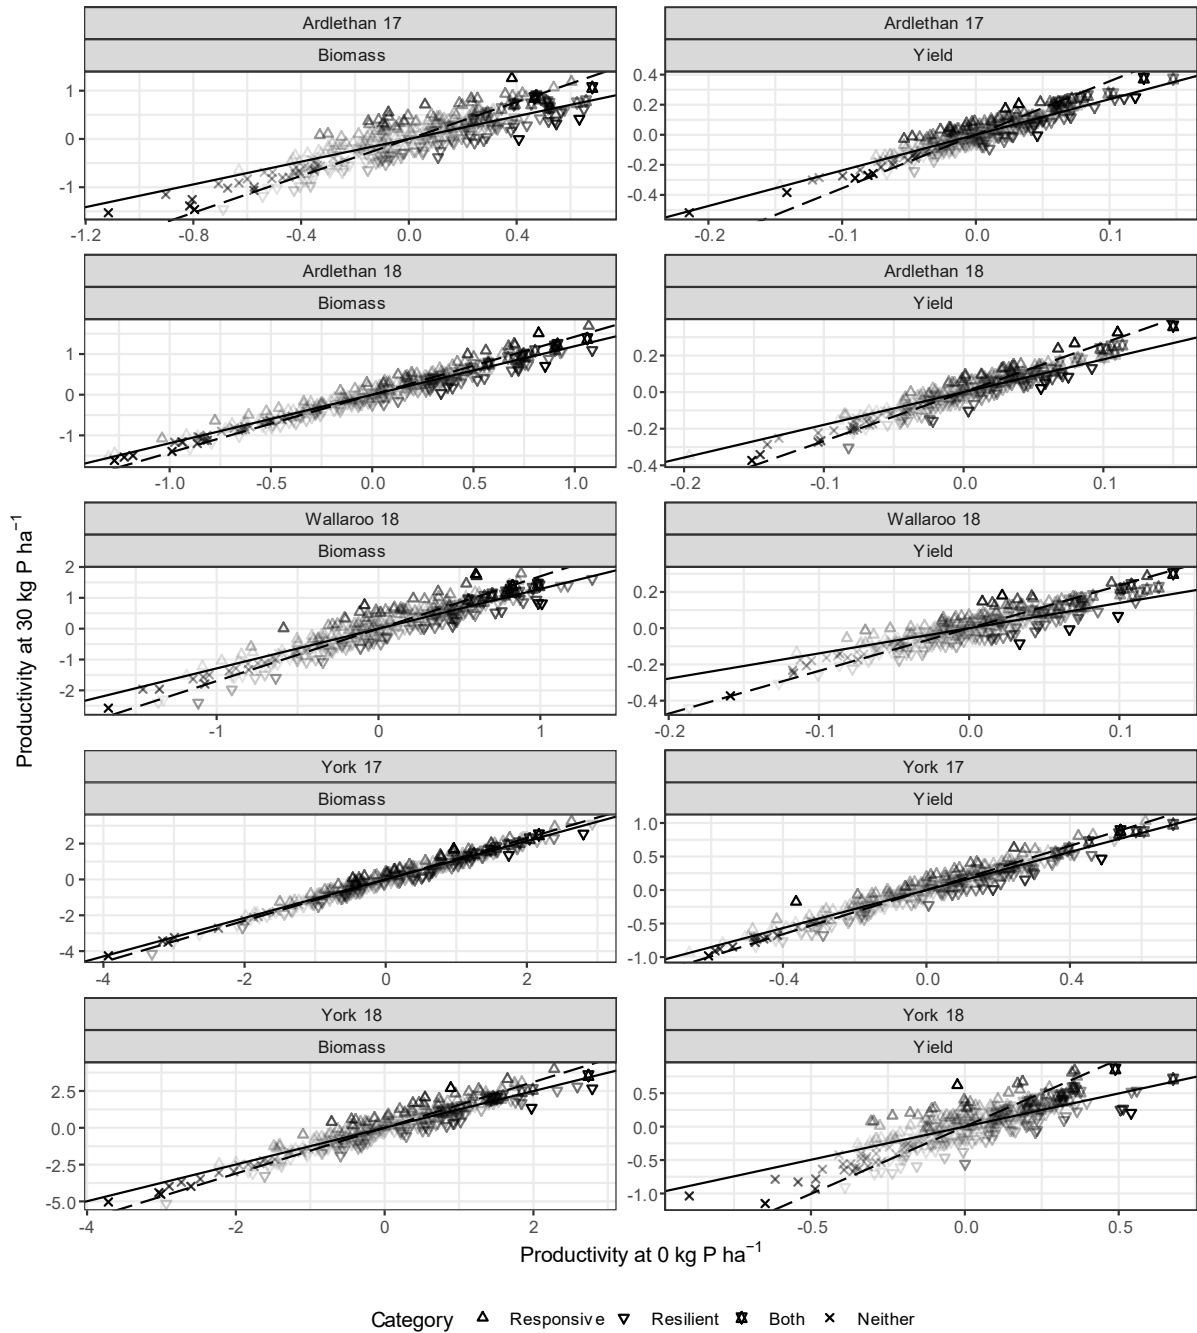 Ardlethan 17 Ardlethan 17
Biomass Yield
1
0
-1
-1.2 -0.8 -0.4 0.0 0.4
0.4
0.2
0.0
-0.2
-0.4
-0.2 -0.1 0.0 0.1
Ardlethan 18 Ardlethan 18
Biomass Yield
1
0
-1
-1.0 -0.5 0.0 0.5 1.0
0.2
0.0
-0.2
-0.4
-0.2 -0.1 0.0 0.1
Wallaroo 18 Wallaroo 18
Biomass Yield
2
1
0
-1
-2
-1 0 1
0.2
0.0
-0.2
-0.4
-0.2 -0.1 0.0 0.1
York 17 York 17
Biomass Yield
2
0
-2
-4
-4 -2 0 2
1.0
0.5
0.0
-0.5
-1.0
-0.4 0.0 0.4
York 18 York 18
Biomass Yield
2.5
0.0
-2.5
-5.0
-4 -2 0 2
0.5
0.0
-0.5
-1.0
-0.5 0.0 0.5
Productivity at 30 kg P ha⁻¹
Productivity at 0 kg P ha⁻¹
Category Responsive Resilient Both Neither